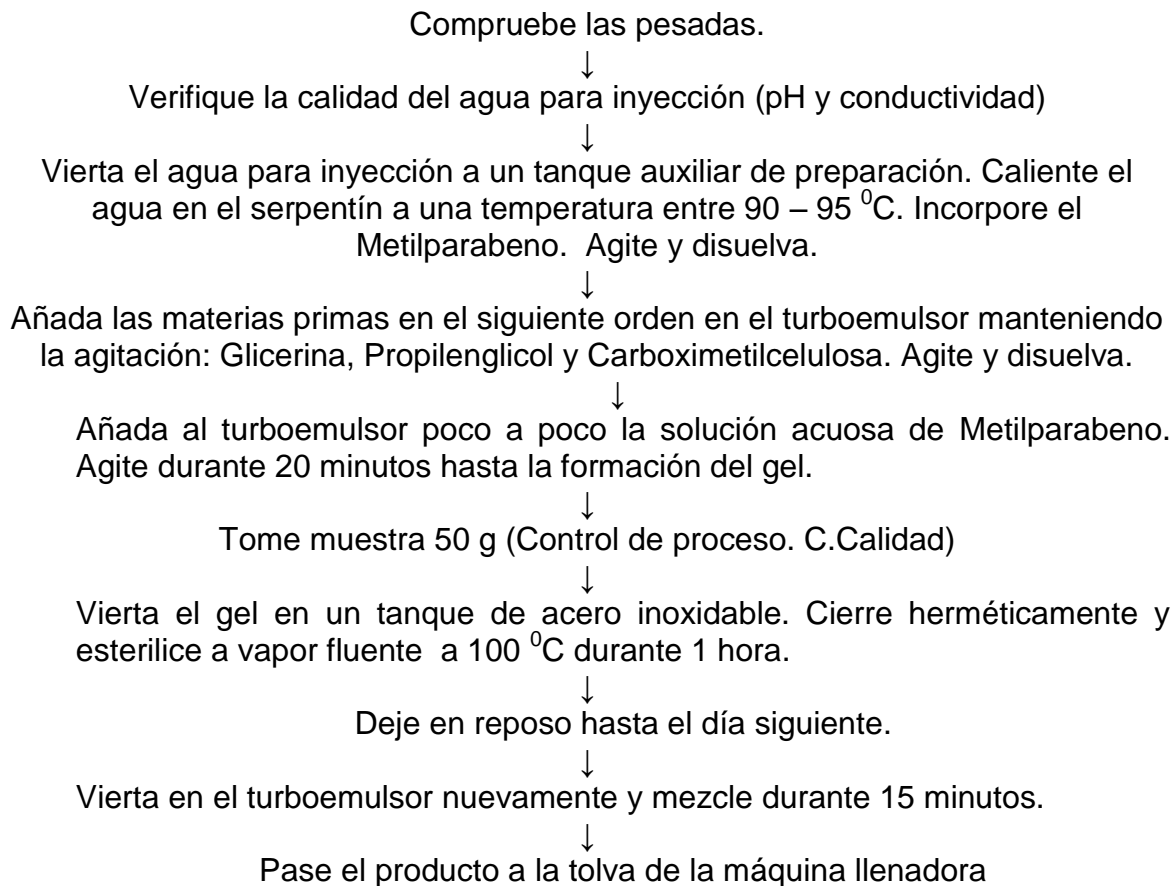 Compruebe las pesadas.
↓
Verifique la calidad del agua para inyección (pH y conductividad)
↓
Vierta el agua para inyección a un tanque auxiliar de preparación. Caliente el
agua en el serpentín a una temperatura entre 90 – 95 ⁰C. Incorpore el
Metilparabeno.  Agite y disuelva.
↓
Añada las materias primas en el siguiente orden en el turboemulsor manteniendo
la agitación: Glicerina, Propilenglicol y Carboximetilcelulosa. Agite y disuelva.
↓
Añada al turboemulsor poco a poco la solución acuosa de Metilparabeno.
Agite durante 20 minutos hasta la formación del gel.
↓
Tome muestra 50 g (Control de proceso. C.Calidad)
↓
Vierta el gel en un tanque de acero inoxidable. Cierre herméticamente y
esterilice a vapor fluente  a 100 ⁰C durante 1 hora.
↓
Deje en reposo hasta el día siguiente.
↓
Vierta en el turboemulsor nuevamente y mezcle durante 15 minutos.
↓
Pase el producto a la tolva de la máquina llenadora